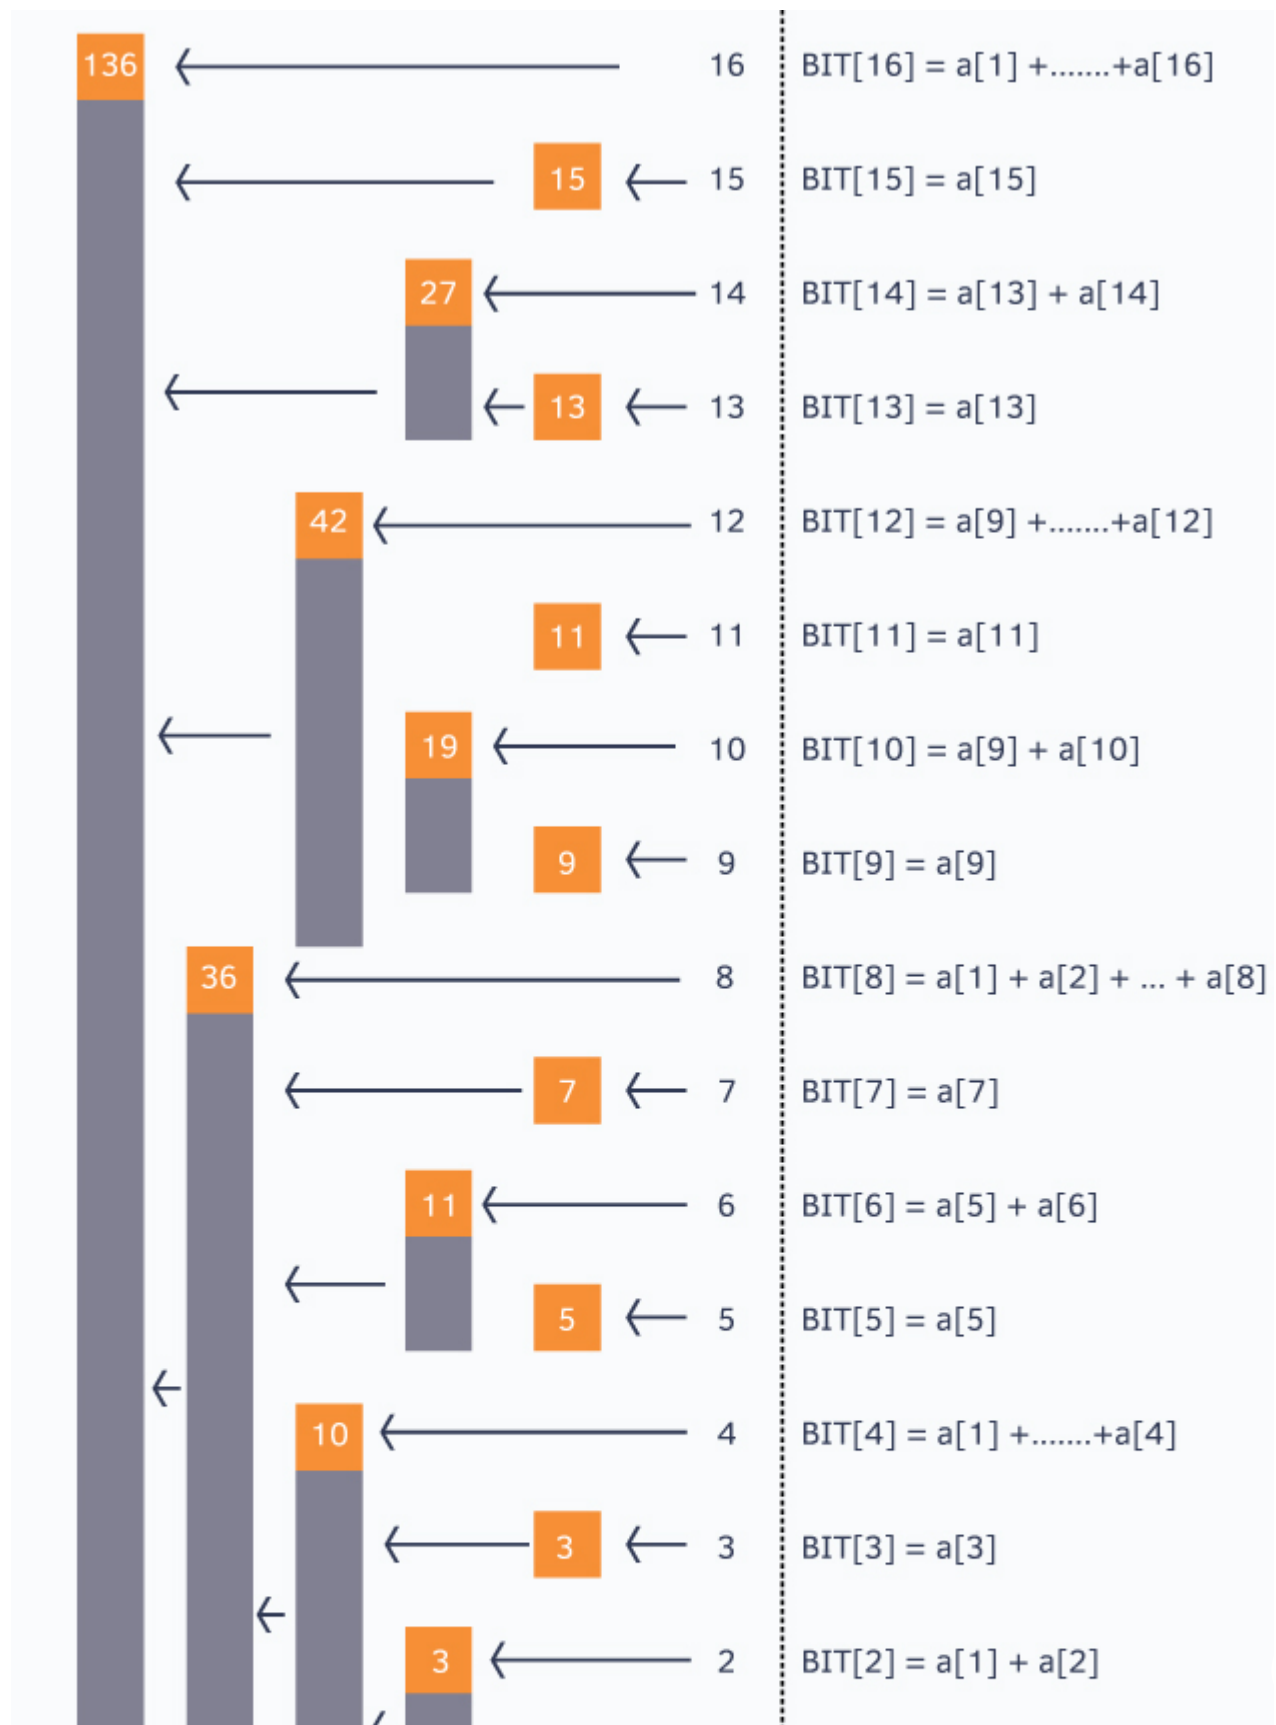 136 16 BIT[16] = a[1] +.......+a[16]
15 15 BIT[15] = a[15]
27 14 BIT[14] = a[13] + a[14]
13 13 BIT[13] = a[13]
42 12 BIT[12] = a[9] +.......+a[12]
11 11 BIT[11] = a[11]
19 10 BIT[10] = a[9] + a[10]
9 9 BIT[9] = a[9]
36 8 BIT[8] = a[1] + a[2] + ... + a[8]
7 7 BIT[7] = a[7]
11 6 BIT[6] = a[5] + a[6]
5 5 BIT[5] = a[5]
10 4 BIT[4] = a[1] +.......+a[4]
3 3 BIT[3] = a[3]
3 2 BIT[2] = a[1] + a[2]